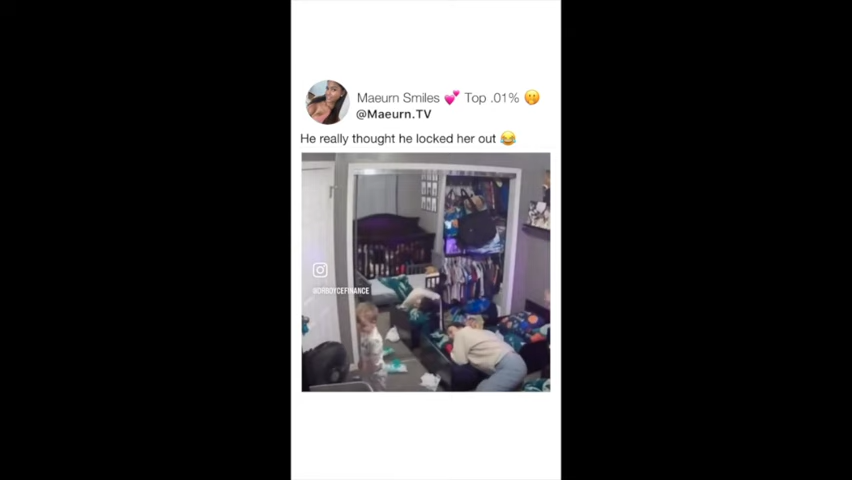 Maeurn Smiles 💕 Top .01% 🤭
@Maeurn.TV
He really thought he locked her out 😂
@DRBOYCEFINANCE